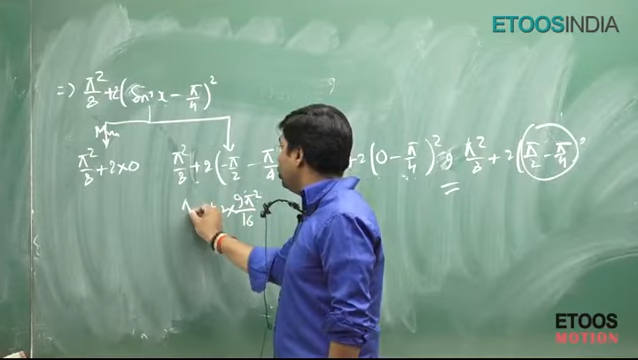 ETOOSINDIA
=> π²/8 + 2(sin⁻¹x - π/4)²
Min
π²/8 + 2×0
π²/8 + 2(-π/2 - π/4
+2(0 - π/4)²
π²/8 + 2(π/2 - π/4)²
2×9π²/16
ETOOS
MOTION